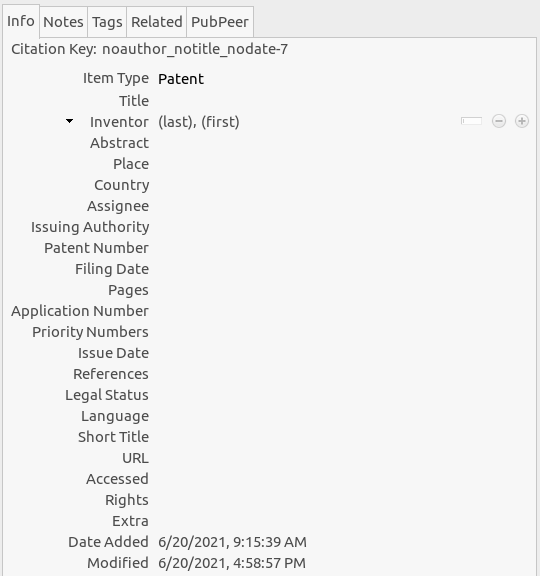 Info Notes Tags Related PubPeer
Citation Key: noauthor_notitle_nodate-7
Item Type Patent
Title
Inventor (last), (first)
Abstract
Place
Country
Assignee
Issuing Authority
Patent Number
Filing Date
Pages
Application Number
Priority Numbers
Issue Date
References
Legal Status
Language
Short Title
URL
Accessed
Rights
Extra
Date Added 6/20/2021, 9:15:39 AM
Modified 6/20/2021, 4:58:57 PM